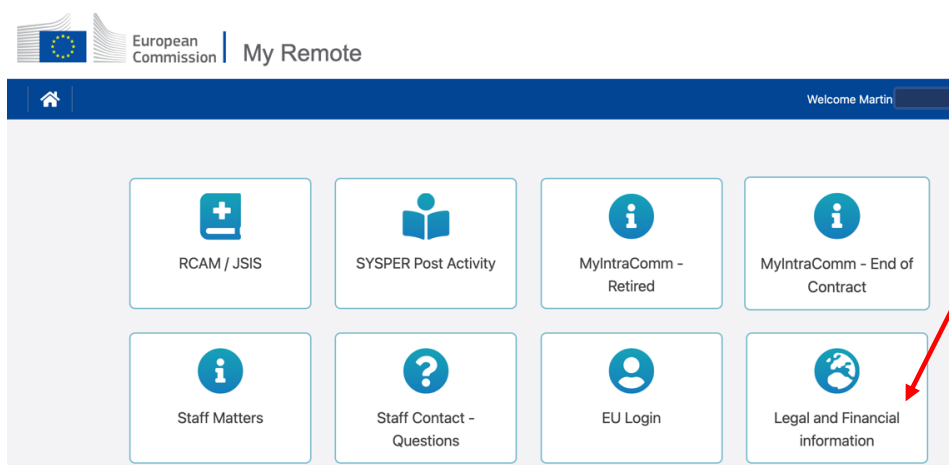 European
Commission
My Remote
Welcome Martin
RCAM / JSIS
SYSPER Post Activity
MyIntraComm -
Retired
MyIntraComm - End of
Contract
Staff Matters
Staff Contact -
Questions
EU Login
Legal and Financial
information